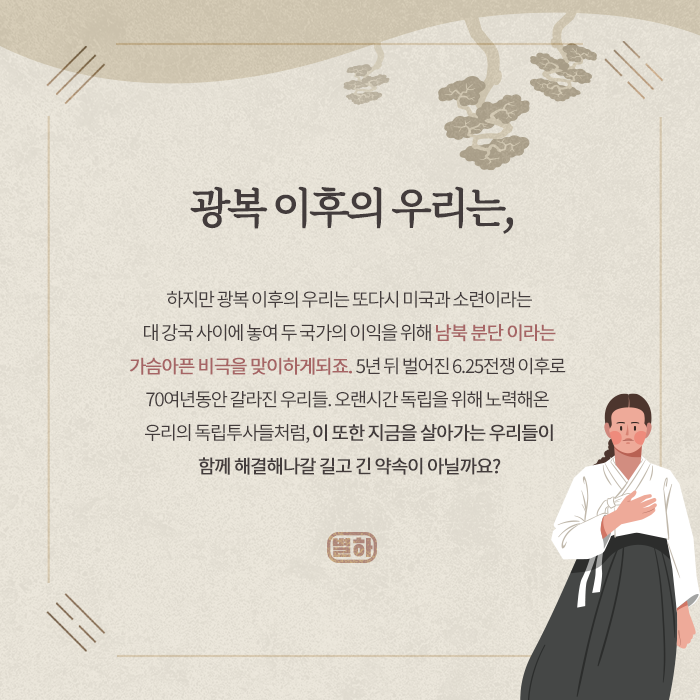 광복 이후의 우리는,
하지만 광복 이후의 우리는 또다시 미국과 소련이라는
대 강국 사이에 놓여 두 국가의 이익을 위해 남북 분단 이라는
가슴아픈 비극을 맞이하게되죠. 5년 뒤 벌어진 6.25전쟁 이후로
70여년동안 갈라진 우리들. 오랜시간 독립을 위해 노력해온
우리의 독립투사들처럼, 이 또한 지금을 살아가는 우리들이
함께 해결해나갈 길고 긴 약속이 아닐까요?
별하